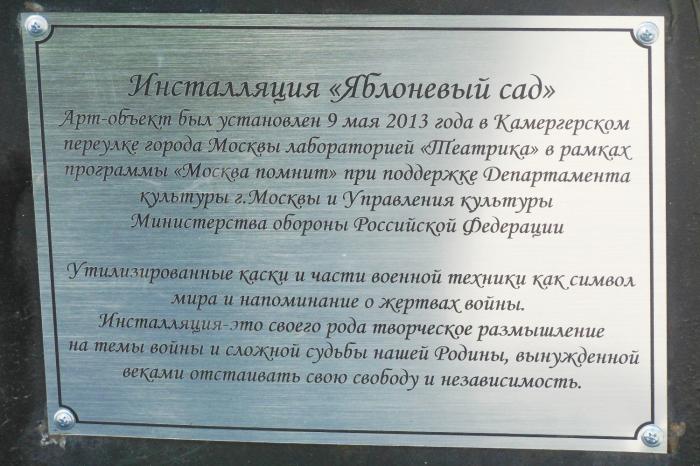 Инсталляция «Яблоневый сад»
Арт-объект был установлен 9 мая 2013 года в Камергерском
переулке города Москвы лабораторией «Театрика» в рамках
программы «Москва помнит» при поддержке Департамента
культуры г.Москвы и Управления культуры
Министерства обороны Российской Федерации
Утилизированные каски и части военной техники как символ
мира и напоминание о жертвах войны.
Инсталляция-это своего рода творческое размышление
на темы войны и сложной судьбы нашей Родины, вынужденной
веками отстаивать свою свободу и независимость.